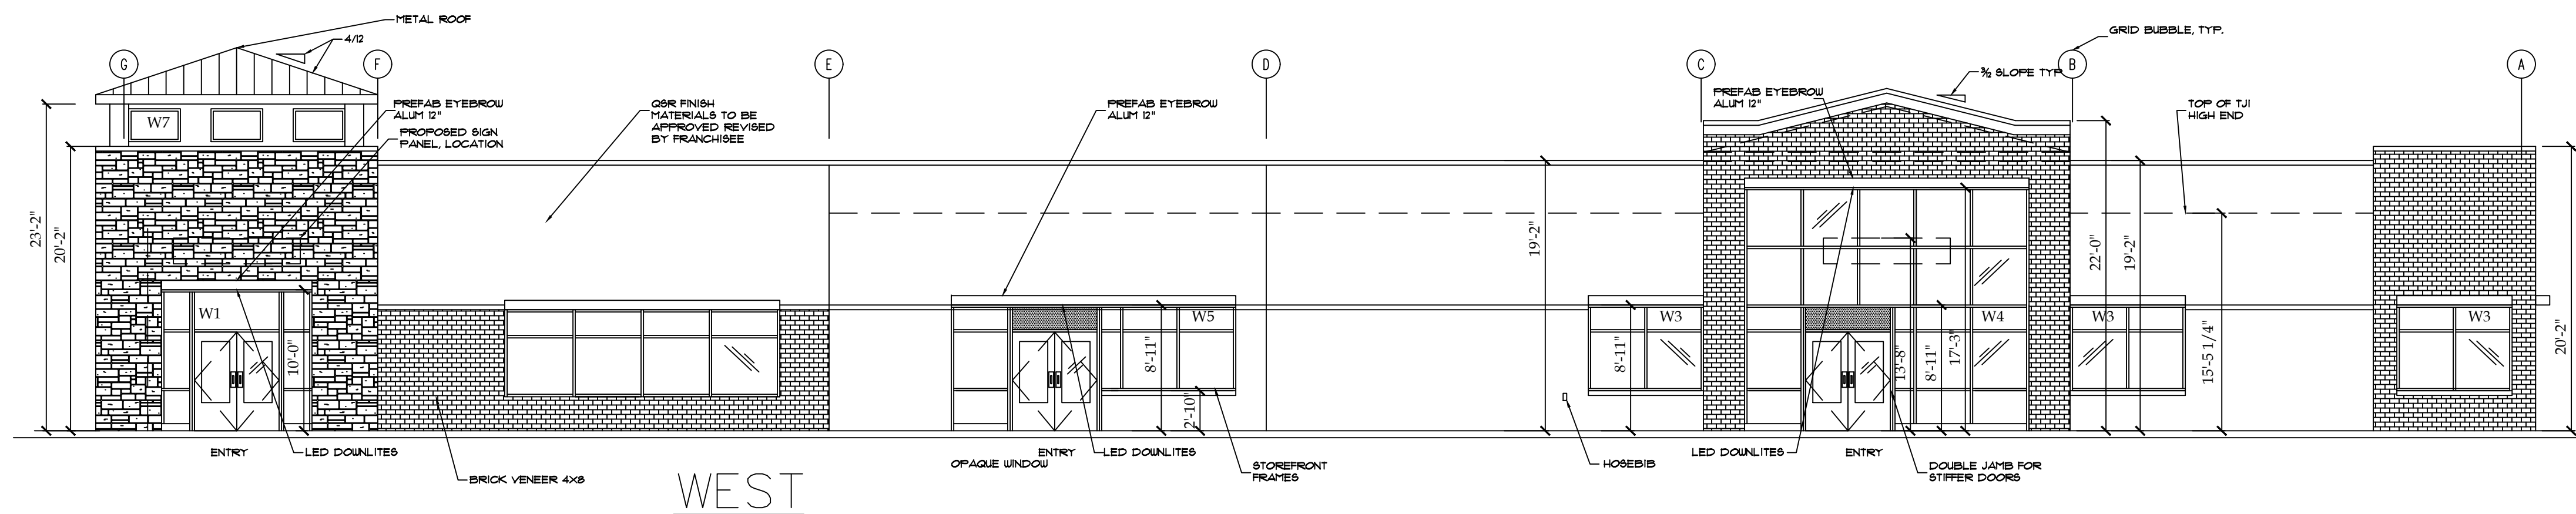 METAL ROOF
4/12
G
F
E
D
C
B
A
GRID BUBBLE, TYP.
3/2 SLOPE TYP
PREFAB EYEBROW
ALUM 12"
PROPOSED SIGN
PANEL, LOCATION
QSR FINISH
MATERIALS TO BE
APPROVED REVISED
BY FRANCHISEE
PREFAB EYEBROW
ALUM 12"
PREFAB EYEBROW
ALUM 12"
TOP OF TJI
HIGH END
W7
23'-2"
20'-2"
19'-2"
22'-0"
19'-2"
W1
10'-0"
W5
8'-11"
2'-10"
W3
8'-11"
W4
13'-8"
8'-11"
17'-3"
W3
15'-5 1/4"
W3
20'-2"
ENTRY
LED DOWNLITES
BRICK VENEER 4X8
OPAQUE WINDOW
ENTRY
LED DOWNLITES
STOREFRONT
FRAMES
HOSEBIB
LED DOWNLITES
ENTRY
DOUBLE JAMB FOR
STIFFER DOORS
WEST